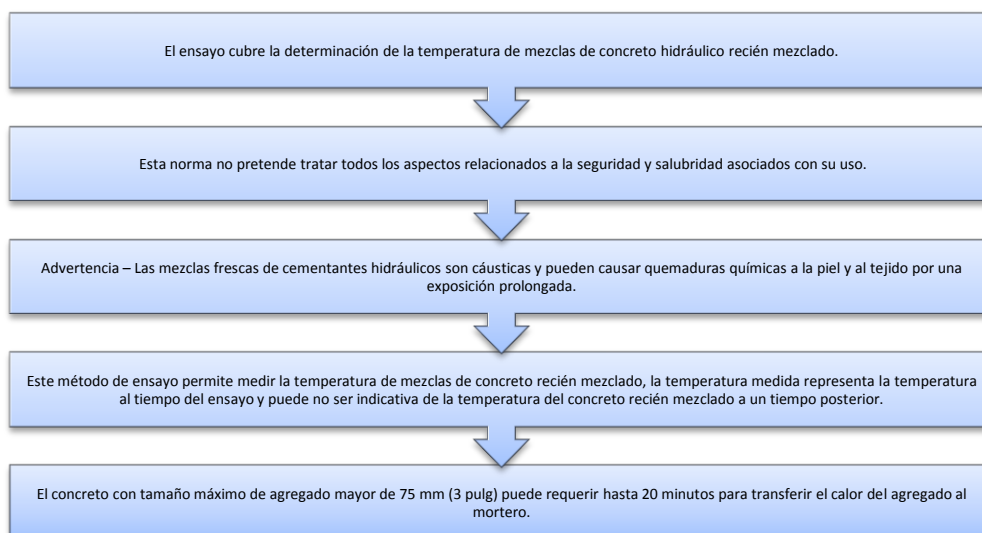 El ensayo cubre la determinación de la temperatura de mezclas de concreto hidráulico recién mezclado.
Esta norma no pretende tratar todos los aspectos relacionados a la seguridad y salubridad asociados con su uso.
Advertencia – Las mezclas frescas de cementantes hidráulicos son cáusticas y pueden causar quemaduras químicas a la piel y al tejido por una
exposición prolongada.
Este método de ensayo permite medir la temperatura de mezclas de concreto recién mezclado, la temperatura medida representa la temperatura
al tiempo del ensayo y puede no ser indicativa de la temperatura del concreto recién mezclado a un tiempo posterior.
El concreto con tamaño máximo de agregado mayor de 75 mm (3 pulg) puede requerir hasta 20 minutos para transferir el calor del agregado al
mortero.